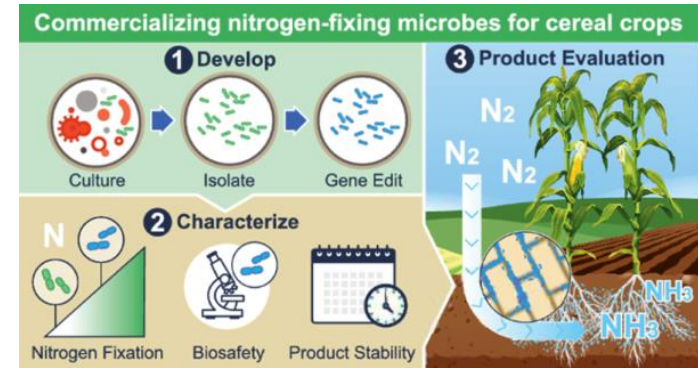 Commercializing nitrogen-fixing microbes for cereal crops
1 Develop
Culture
Isolate
Gene Edit
2 Characterize
N
Nitrogen Fixation
Biosafety
Product Stability
3 Product Evaluation
N2
N2
N2
NH3
NH3